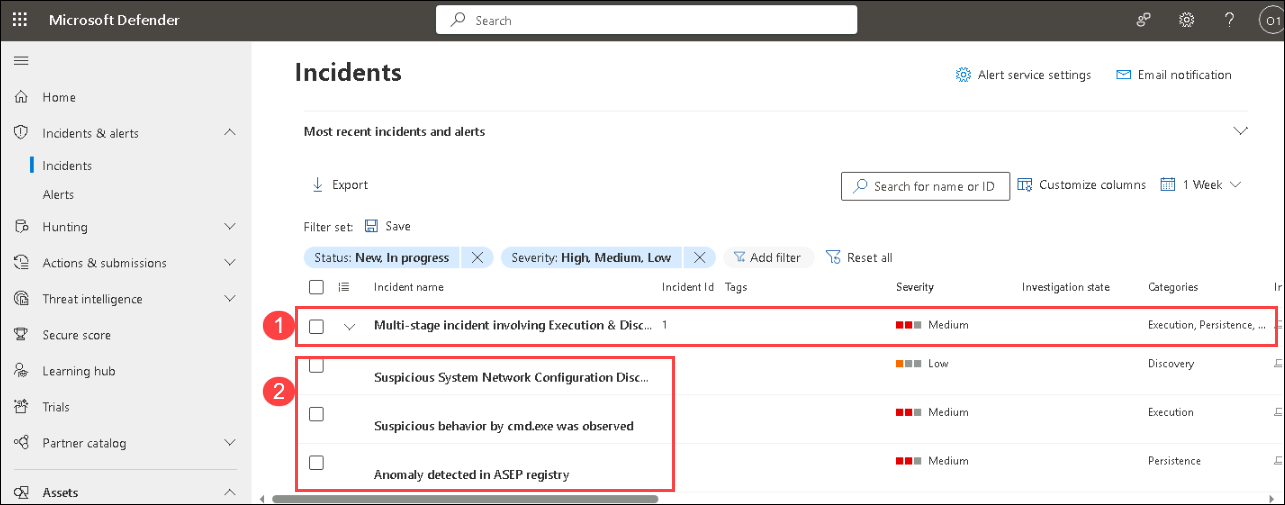 Microsoft Defender
Search
O1
Incidents
Alert service settings
Email notification
Home
Incidents & alerts
Most recent incidents and alerts
Incidents
Alerts
Export
Search for name or ID
Customize columns
1 Week
Hunting
Filter set:
Save
Actions & submissions
Status: New, In progress
Severity: High, Medium, Low
Add filter
Reset all
Threat intelligence
Incident name
Incident Id
Tags
Severity
Investigation state
Categories
Secure score
1
Multi-stage incident involving Execution & Disc...
1
Medium
Execution, Persistence, ...
Learning hub
2
Suspicious System Network Configuration Disc...
Low
Discovery
Trials
Suspicious behavior by cmd.exe was observed
Medium
Execution
Partner catalog
Anomaly detected in ASEP registry
Medium
Persistence
Assets